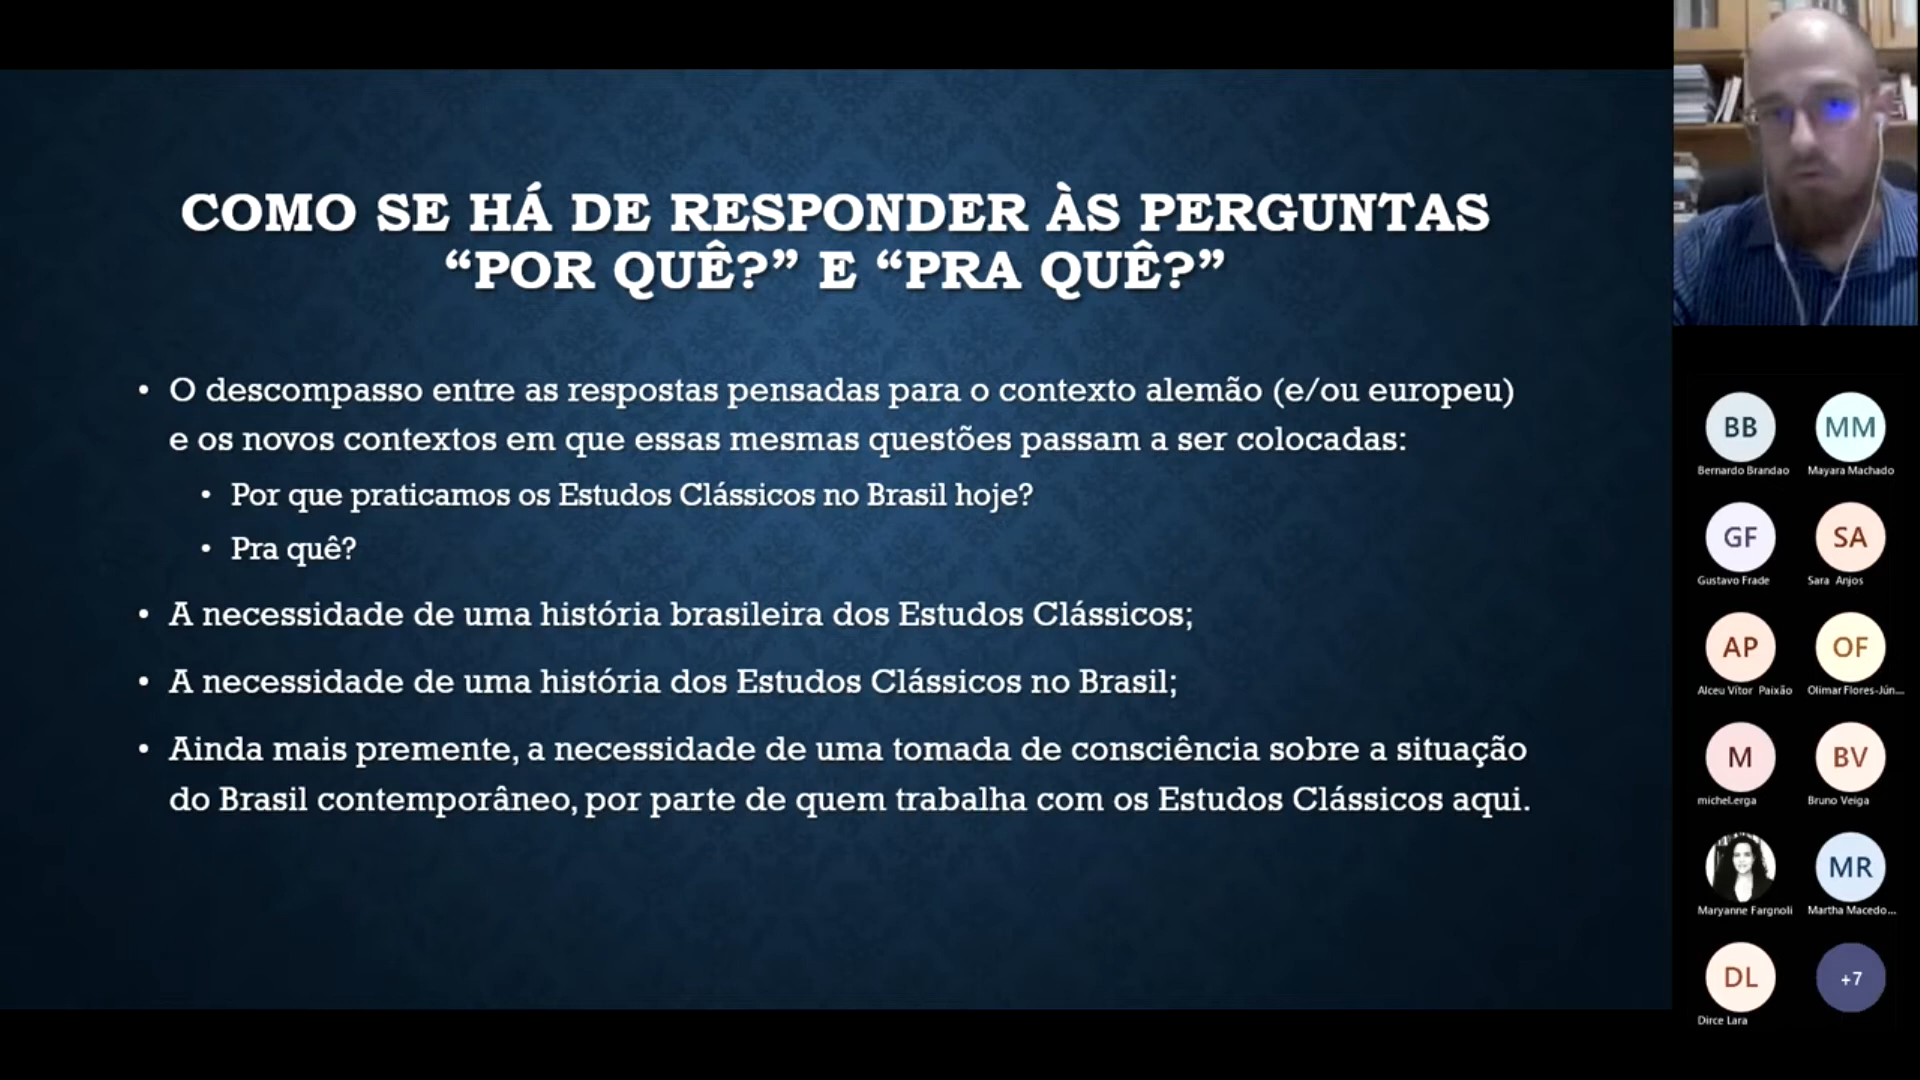 COMO SE HÁ DE RESPONDER ÀS PERGUNTAS
“POR QUÊ?” E “PRA QUÊ?”
• O descompasso entre as respostas pensadas para o contexto alemão (e/ou europeu)
e os novos contextos em que essas mesmas questões passam a ser colocadas:
• Por que praticamos os Estudos Clássicos no Brasil hoje?
• Pra quê?
• A necessidade de uma história brasileira dos Estudos Clássicos;
• A necessidade de uma história dos Estudos Clássicos no Brasil;
• Ainda mais premente, a necessidade de uma tomada de consciência sobre a situação
do Brasil contemporâneo, por parte de quem trabalha com os Estudos Clássicos aqui.
BB MM
Bernardo Brandao Mayara Machado
GF SA
Gustavo Frade Sara Anjos
AP OF
Alceu Vítor Paixão Olimar Flores-Jún...
M BV
michel.erga Bruno Veiga
MR
Maryanne Fargnoli Martha Macedo...
DL +7
Dirce Lara